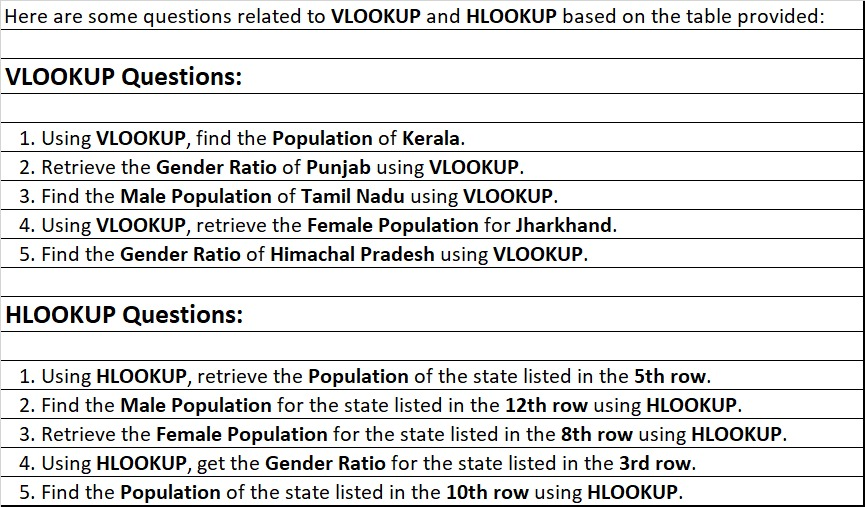 Here are some questions related to VLOOKUP and HLOOKUP based on the table provided:
VLOOKUP Questions:
1. Using VLOOKUP, find the Population of Kerala.
2. Retrieve the Gender Ratio of Punjab using VLOOKUP.
3. Find the Male Population of Tamil Nadu using VLOOKUP.
4. Using VLOOKUP, retrieve the Female Population for Jharkhand.
5. Find the Gender Ratio of Himachal Pradesh using VLOOKUP.
HLOOKUP Questions:
1. Using HLOOKUP, retrieve the Population of the state listed in the 5th row.
2. Find the Male Population for the state listed in the 12th row using HLOOKUP.
3. Retrieve the Female Population for the state listed in the 8th row using HLOOKUP.
4. Using HLOOKUP, get the Gender Ratio for the state listed in the 3rd row.
5. Find the Population of the state listed in the 10th row using HLOOKUP.